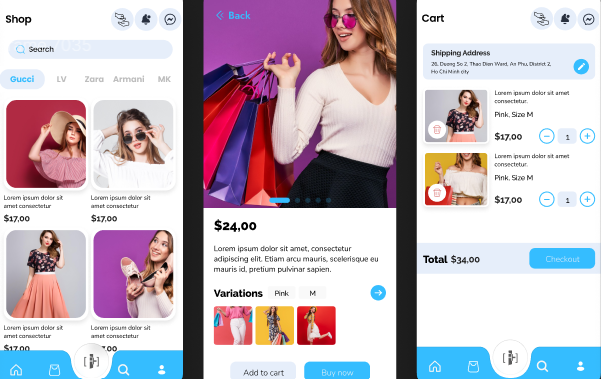 Shop
Search
Gucci LV Zara Armani MK
Lorem ipsum dolor sit
amet consectetur
$17,00
Lorem ipsum dolor sit
amet consectetur
$17,00
Lorem ipsum dolor sit
amet consectetur
$17,00
Lorem ipsum dolor sit
amet consectetur
$17,00
Back
$24,00
Lorem ipsum dolor sit amet, consectetur
adipiscing elit. Etiam arcu mauris, scelerisque eu
mauris id, pretium pulvinar sapien.
Variations Pink M
Add to cart Buy now
Cart
Shipping Address
26, Duong So 2, Thao Dien Ward, An Phu, District 2,
Ho Chi Minh city
Lorem ipsum dolor sit amet
consectetur.
Pink, Size M
$17,00 1
Lorem ipsum dolor sit amet
consectetur.
Pink, Size M
$17,00 1
Total $34,00 Checkout